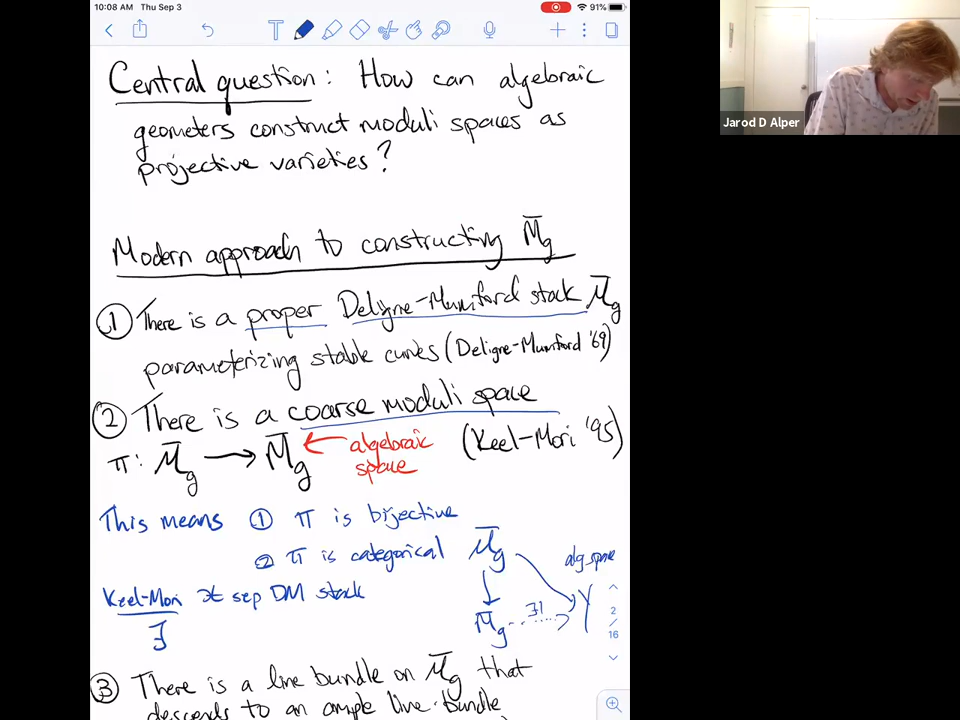 10:08 AM Thu Sep 3
91%
Central question: How can algebraic
geometers construct moduli spaces as
projective varieties?
Modern approach to constructing M̄g
① There is a proper Deligne-Mumford stack ℳ̄g
parameterizing stable curves (Deligne-Mumford '69)
② There is a coarse moduli space
π: ℳ̄g → M̄g ← algebraic space (Keel-Mori '95)
This means ① π is bijective
② π is categorical
ℳ̄g
alg space
Keel-Mori 𝒳 sep DM stack
∃
M̄g ∃! Y
2
/
16
③ There is a line bundle on ℳ̄g that
descends to an ample line bundle
Jarod D Alper